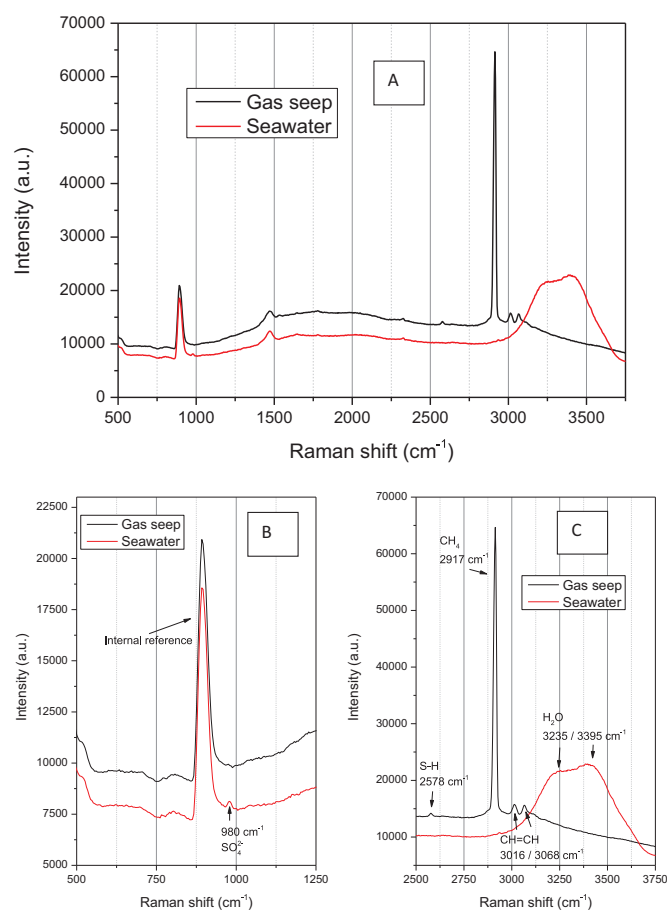 70000
60000
50000
40000
30000
20000
10000
0
Intensity (a.u.)
A
Gas seep
Seawater
500
1000
1500
2000
2500
3000
3500
Raman shift (cm⁻¹)
22500
20000
17500
15000
12500
10000
7500
5000
Intensity (a.u.)
Gas seep
Seawater
B
Internal reference
980 cm⁻¹
SO₄²⁻
500
750
1000
1250
Raman shift (cm⁻¹)
70000
60000
50000
40000
30000
20000
10000
Intensity (a.u.)
CH₄
2917 cm⁻¹
C
Gas seep
Seawater
H₂O
3235 / 3395 cm⁻¹
S-H
2578 cm⁻¹
CH=CH
3016 / 3068 cm⁻¹
2500
2750
3000
3250
3500
3750
Raman shift (cm⁻¹)